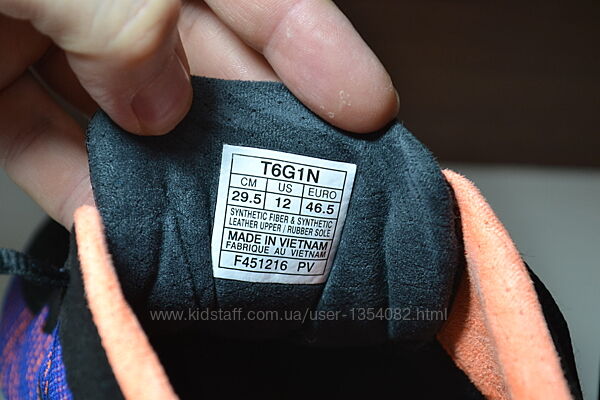 T6G1N
CM US EURO
29.5 12 46.5
SYNTHETIC FIBER & SYNTHETIC
LEATHER UPPER / RUBBER SOLE
MADE IN VIETNAM
FABRIQUE AU VIETNAM
F451216 PV
www.kidstaff.com.ua/user-1354082.html